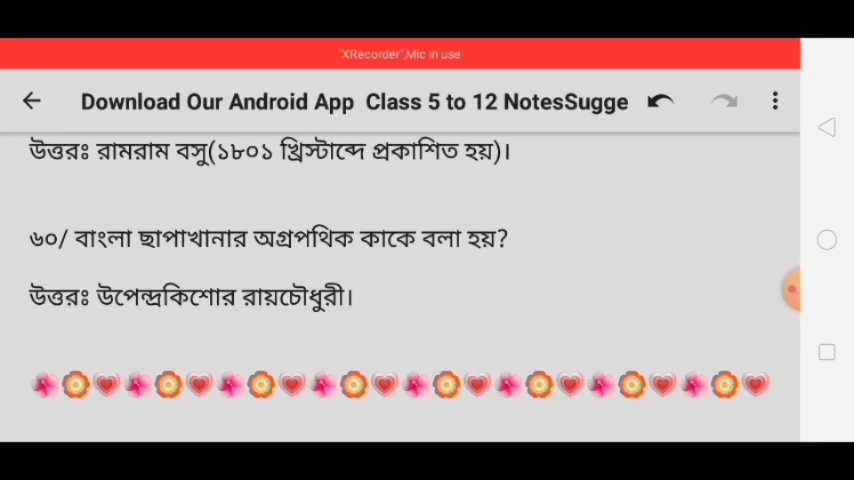 "XRecorder",Mic in use
Download Our Android App Class 5 to 12 NotesSugge
উত্তরঃ রামরাম বসু(১৮০১ খ্রিস্টাব্দে প্রকাশিত হয়)।
৬০/ বাংলা ছাপাখানার অগ্রপথিক কাকে বলা হয়?
উত্তরঃ উপেন্দ্রকিশোর রায়চৌধুরী।